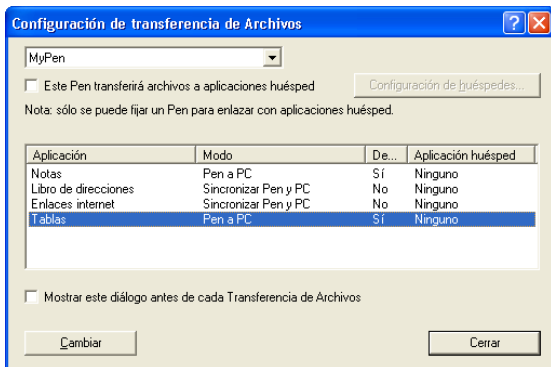 Configuración de transferencia de Archivos
MyPen
Este Pen transferirá archivos a aplicaciones huésped
Configuración de huéspedes...
Nota: sólo se puede fijar un Pen para enlazar con aplicaciones huésped.
Aplicación Modo De... Aplicación huésped
Notas Pen a PC Sí Ninguno
Libro de direcciones Sincronizar Pen y PC No Ninguno
Enlaces internet Sincronizar Pen y PC No Ninguno
Tablas Pen a PC Sí Ninguno
Mostrar este diálogo antes de cada Transferencia de Archivos
Cambiar Cerrar